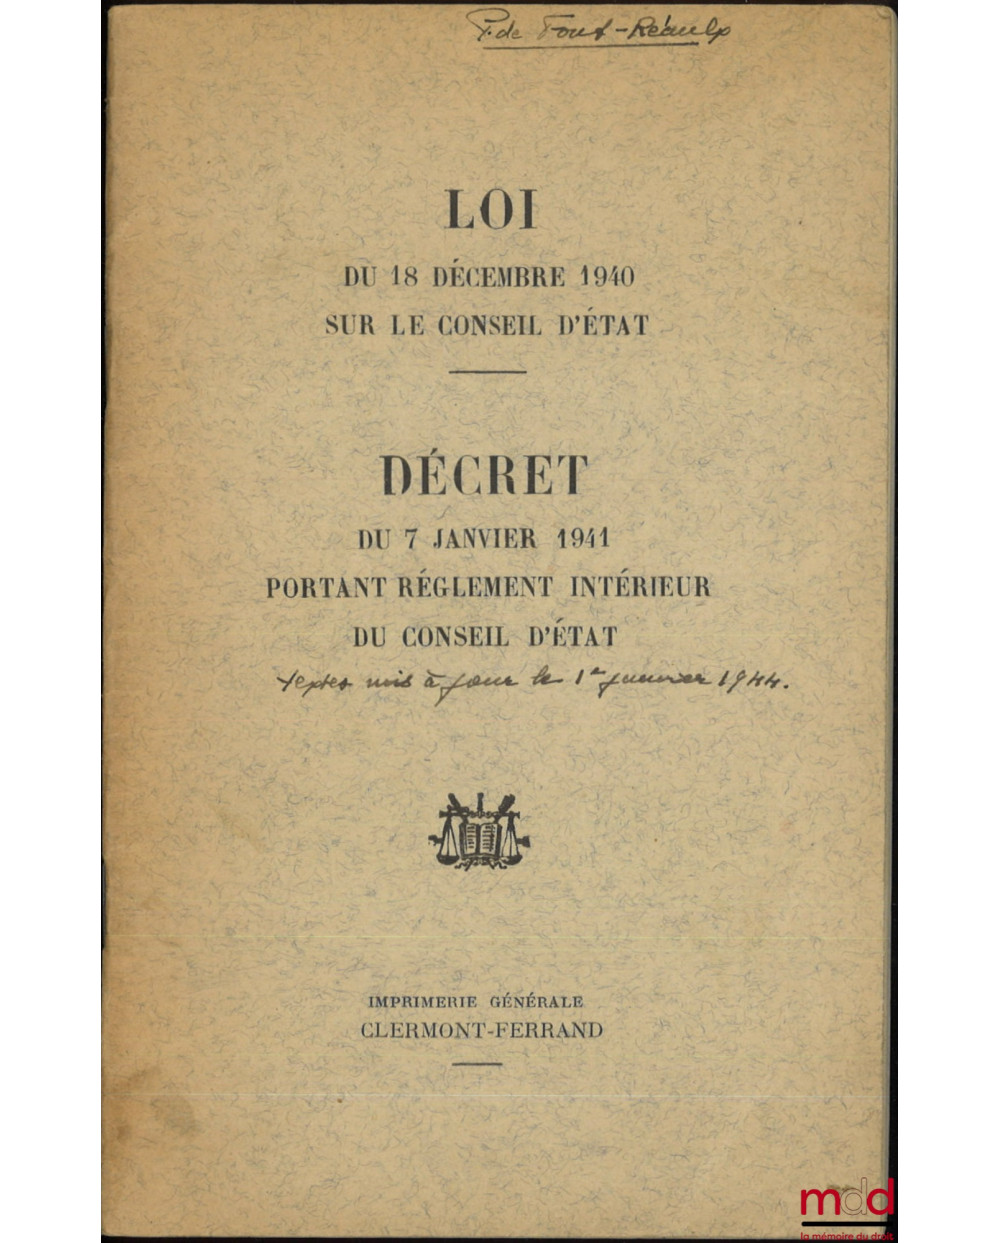 P. de Font-Réaulx
LOI
DU 18 DÉCEMBRE 1940
SUR LE CONSEIL D'ÉTAT
DÉCRET
DU 7 JANVIER 1941
PORTANT RÉGLEMENT INTÉRIEUR
DU CONSEIL D'ÉTAT
textes mis à jour le 1er janvier 1944.
IMPRIMERIE GÉNÉRALE
CLERMONT-FERRAND
mdd
la mémoire du droit